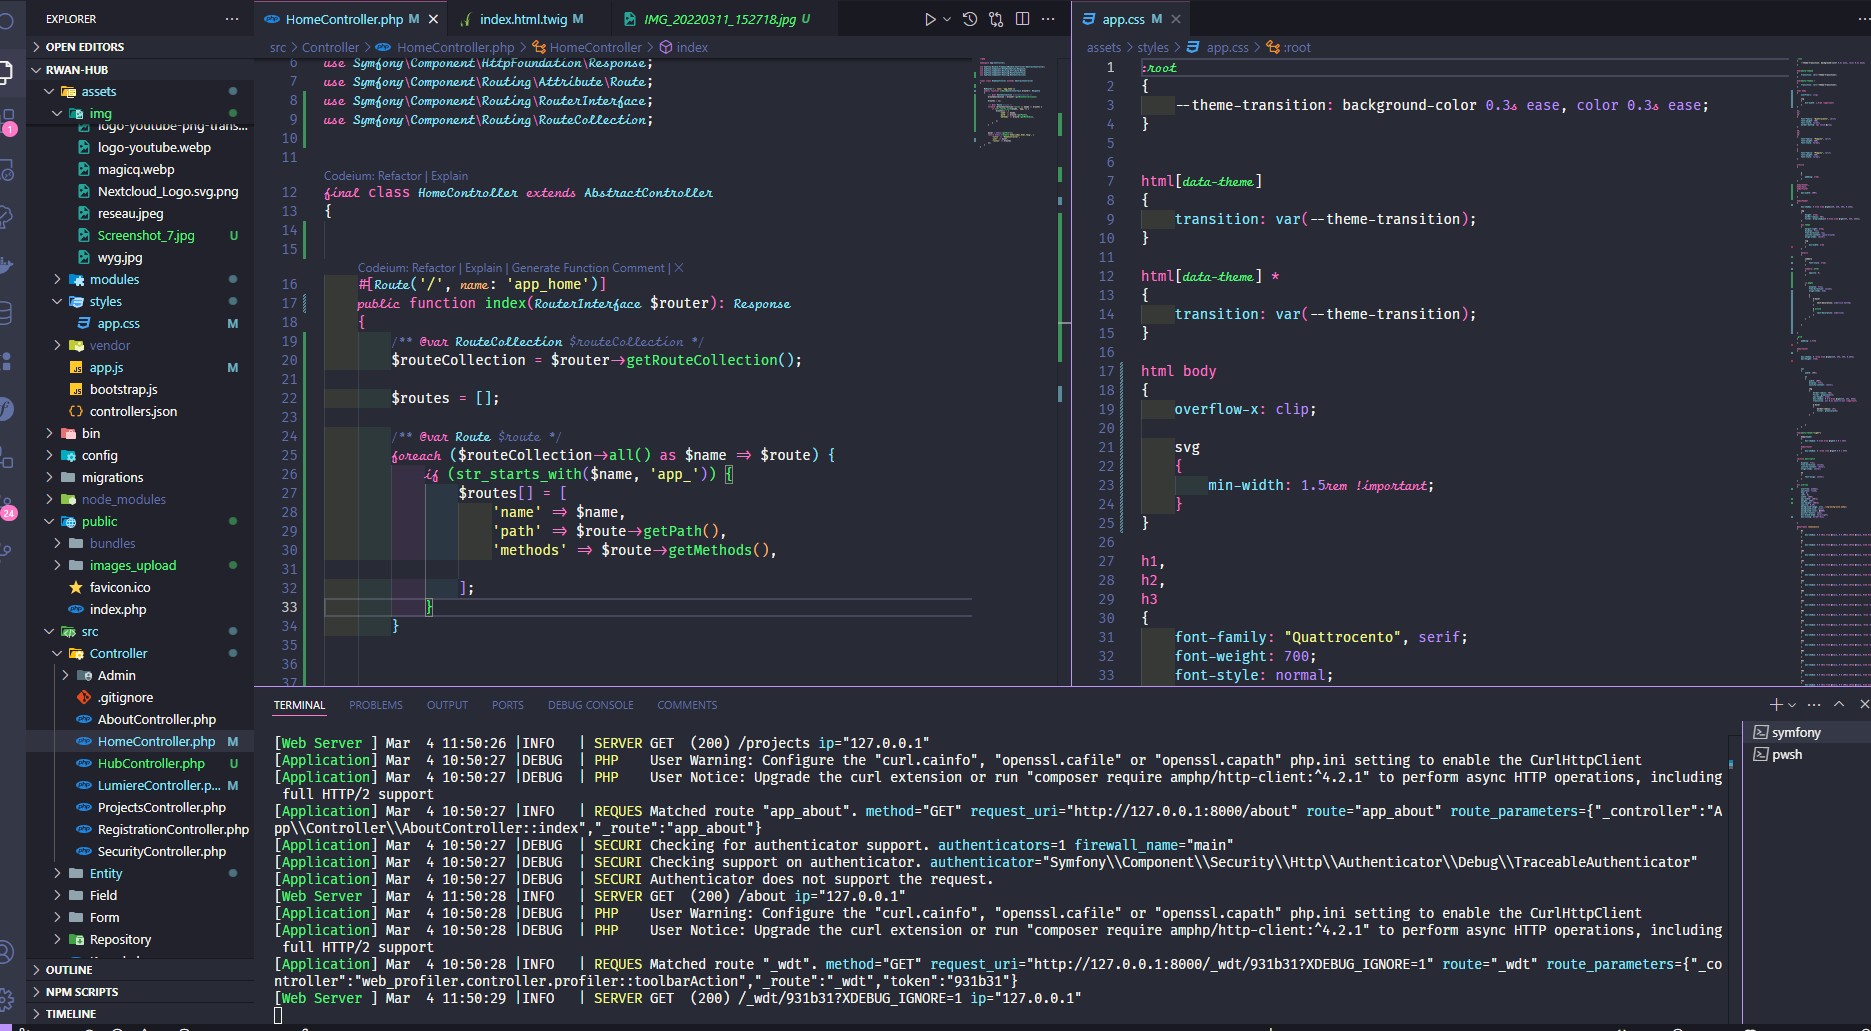 EXPLORER
OPEN EDITORS
RWAN-HUB
assets
img
logo-youtube-png-trans...
logo-youtube.webp
magicq.webp
Nextcloud_Logo.svg.png
reseau.jpeg
Screenshot_7.jpg U
wyg.jpg
modules
styles
app.css M
vendor
app.js M
bootstrap.js
controllers.json
bin
config
migrations
node_modules
public
bundles
images_upload
favicon.ico
index.php
src
Controller
Admin
.gitignore
AboutController.php
HomeController.php M
HubController.php U
LumiereController.p... M
ProjectsController.php
RegistrationController.php
SecurityController.php
Entity
Field
Form
Repository
OUTLINE
NPM SCRIPTS
TIMELINE
1
24
HomeController.php M
index.html.twig M
IMG_20220311_152718.jpg U
src > Controller > HomeController.php > HomeController > index
6 use Symfony\Component\HttpFoundation\Response;
7 use Symfony\Component\Routing\Attribute\Route;
8 use Symfony\Component\Routing\RouterInterface;
9 use Symfony\Component\Routing\RouteCollection;
10
11
Codeium: Refactor | Explain
12 final class HomeController extends AbstractController
13 {
14
15
Codeium: Refactor | Explain | Generate Function Comment | X
16 #[Route('/', name: 'app_home')]
17 public function index(RouterInterface $router): Response
18 {
19 /** @var RouteCollection $routeCollection */
20 $routeCollection = $router->getRouteCollection();
21
22 $routes = [];
23
24 /** @var Route $route */
25 foreach ($routeCollection->all() as $name => $route) {
26 if (str_starts_with($name, 'app_')) {
27 $routes[] = [
28 'name' => $name,
29 'path' => $route->getPath(),
30 'methods' => $route->getMethods(),
31
32 ];
33 }
34 }
35
36
37
app.css M
assets > styles > app.css > :root
1 :root
2 {
3 --theme-transition: background-color 0.3s ease, color 0.3s ease;
4 }
5
6
7 html[data-theme]
8 {
9 transition: var(--theme-transition);
10 }
11
12 html[data-theme] *
13 {
14 transition: var(--theme-transition);
15 }
16
17 html body
18 {
19 overflow-x: clip;
20
21 svg
22 {
23 min-width: 1.5rem !important;
24 }
25 }
26
27 h1,
28 h2,
29 h3
30 {
31 font-family: "Quattrocento", serif;
32 font-weight: 700;
33 font-style: normal;
TERMINAL PROBLEMS OUTPUT PORTS DEBUG CONSOLE COMMENTS
[Web Server ] Mar  4 11:50:26 |INFO   | SERVER GET  (200) /projects ip="127.0.0.1"
[Application] Mar  4 10:50:27 |DEBUG  | PHP    User Warning: Configure the "curl.cainfo", "openssl.cafile" or "openssl.capath" php.ini setting to enable the CurlHttpClient
[Application] Mar  4 10:50:27 |DEBUG  | PHP    User Notice: Upgrade the curl extension or run "composer require amphp/http-client:^4.2.1" to perform async HTTP operations, including
full HTTP/2 support
[Application] Mar  4 10:50:27 |INFO   | REQUES Matched route "app_about". method="GET" request_uri="http://127.0.0.1:8000/about" route="app_about" route_parameters={"_controller":"A
pp\\Controller\\AboutController::index","_route":"app_about"}
[Application] Mar  4 10:50:27 |DEBUG  | SECURI Checking for authenticator support. authenticators=1 firewall_name="main"
[Application] Mar  4 10:50:27 |DEBUG  | SECURI Checking support on authenticator. authenticator="Symfony\\Component\\Security\\Http\\Authenticator\\Debug\\TraceableAuthenticator"
[Application] Mar  4 10:50:27 |DEBUG  | SECURI Authenticator does not support the request.
[Web Server ] Mar  4 11:50:28 |INFO   | SERVER GET  (200) /about ip="127.0.0.1"
[Application] Mar  4 10:50:28 |DEBUG  | PHP    User Warning: Configure the "curl.cainfo", "openssl.cafile" or "openssl.capath" php.ini setting to enable the CurlHttpClient
[Application] Mar  4 10:50:28 |DEBUG  | PHP    User Notice: Upgrade the curl extension or run "composer require amphp/http-client:^4.2.1" to perform async HTTP operations, including
full HTTP/2 support
[Application] Mar  4 10:50:28 |INFO   | REQUES Matched route "_wdt". method="GET" request_uri="http://127.0.0.1:8000/_wdt/931b31?XDEBUG_IGNORE=1" route="_wdt" route_parameters={"_co
ntroller":"web_profiler.controller.profiler::toolbarAction","_route":"_wdt","token":"931b31"}
[Web Server ] Mar  4 11:50:29 |INFO   | SERVER GET  (200) /_wdt/931b31?XDEBUG_IGNORE=1 ip="127.0.0.1"
symfony
pwsh